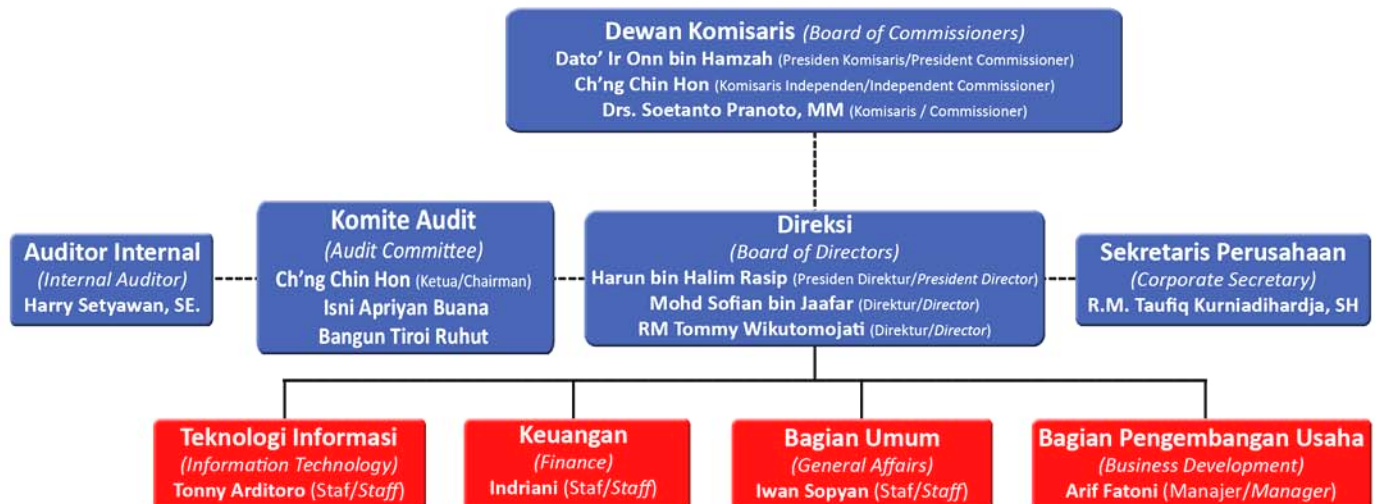 Dewan Komisaris (Board of Commissioners)
Dato' Ir Onn bin Hamzah (Presiden Komisaris/President Commissioner)
Ch'ng Chin Hon (Komisaris Independen/Independent Commissioner)
Drs. Soetanto Pranoto, MM (Komisaris / Commissioner)
Auditor Internal
(Internal Auditor)
Harry Setyawan, SE.
Komite Audit
(Audit Committee)
Ch'ng Chin Hon (Ketua/Chairman)
Isni Apriyan Buana
Bangun Tiroi Ruhut
Direksi
(Board of Directors)
Harun bin Halim Rasip (Presiden Direktur/President Director)
Mohd Sofian bin Jaafar (Direktur/Director)
RM Tommy Wikutomojati (Direktur/Director)
Sekretaris Perusahaan
(Corporate Secretary)
R.M. Taufiq Kurniadihardja, SH
Teknologi Informasi
(Information Technology)
Tonny Arditoro (Staf/Staff)
Keuangan
(Finance)
Indriani (Staf/Staff)
Bagian Umum
(General Affairs)
Iwan Sopyan (Staf/Staff)
Bagian Pengembangan Usaha
(Business Development)
Arif Fatoni (Manajer/Manager)